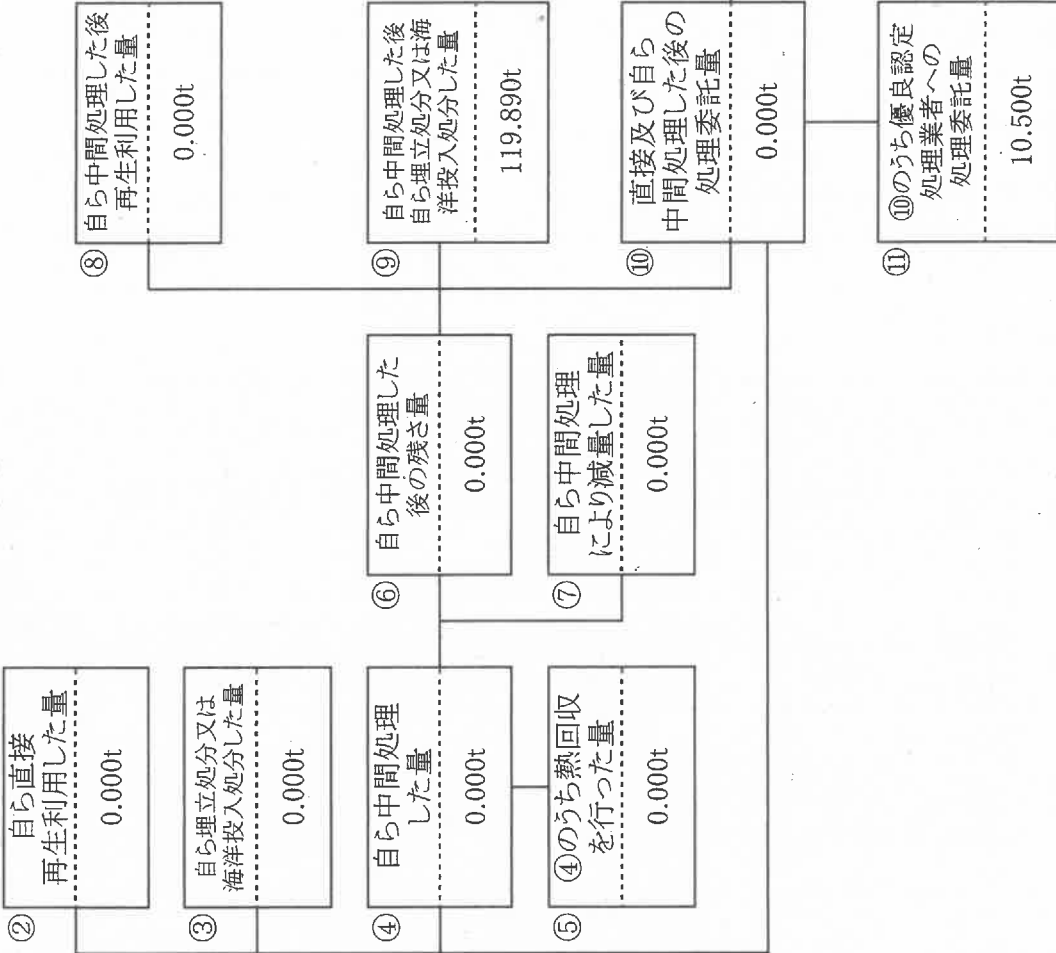 ②
自ら直接
再生利用した量
0.000t
③
自ら埋立処分又は
海洋投入処分した量
0.000t
④
自ら中間処理
した量
0.000t
⑤
④のうち熱回収
を行った量
0.000t
⑥
自ら中間処理した
後の残さ量
0.000t
⑦
自ら中間処理
により減量した量
0.000t
⑧
自ら中間処理した後
再生利用した量
0.000t
⑨
自ら中間処理した後
自ら埋立処分又は海
洋投入処分した量
119.890t
⑩
直接及び自ら
中間処理した後の
処理委託量
0.000t
⑪
⑩のうち優良認定
処理業者への
処理委託量
10.500t